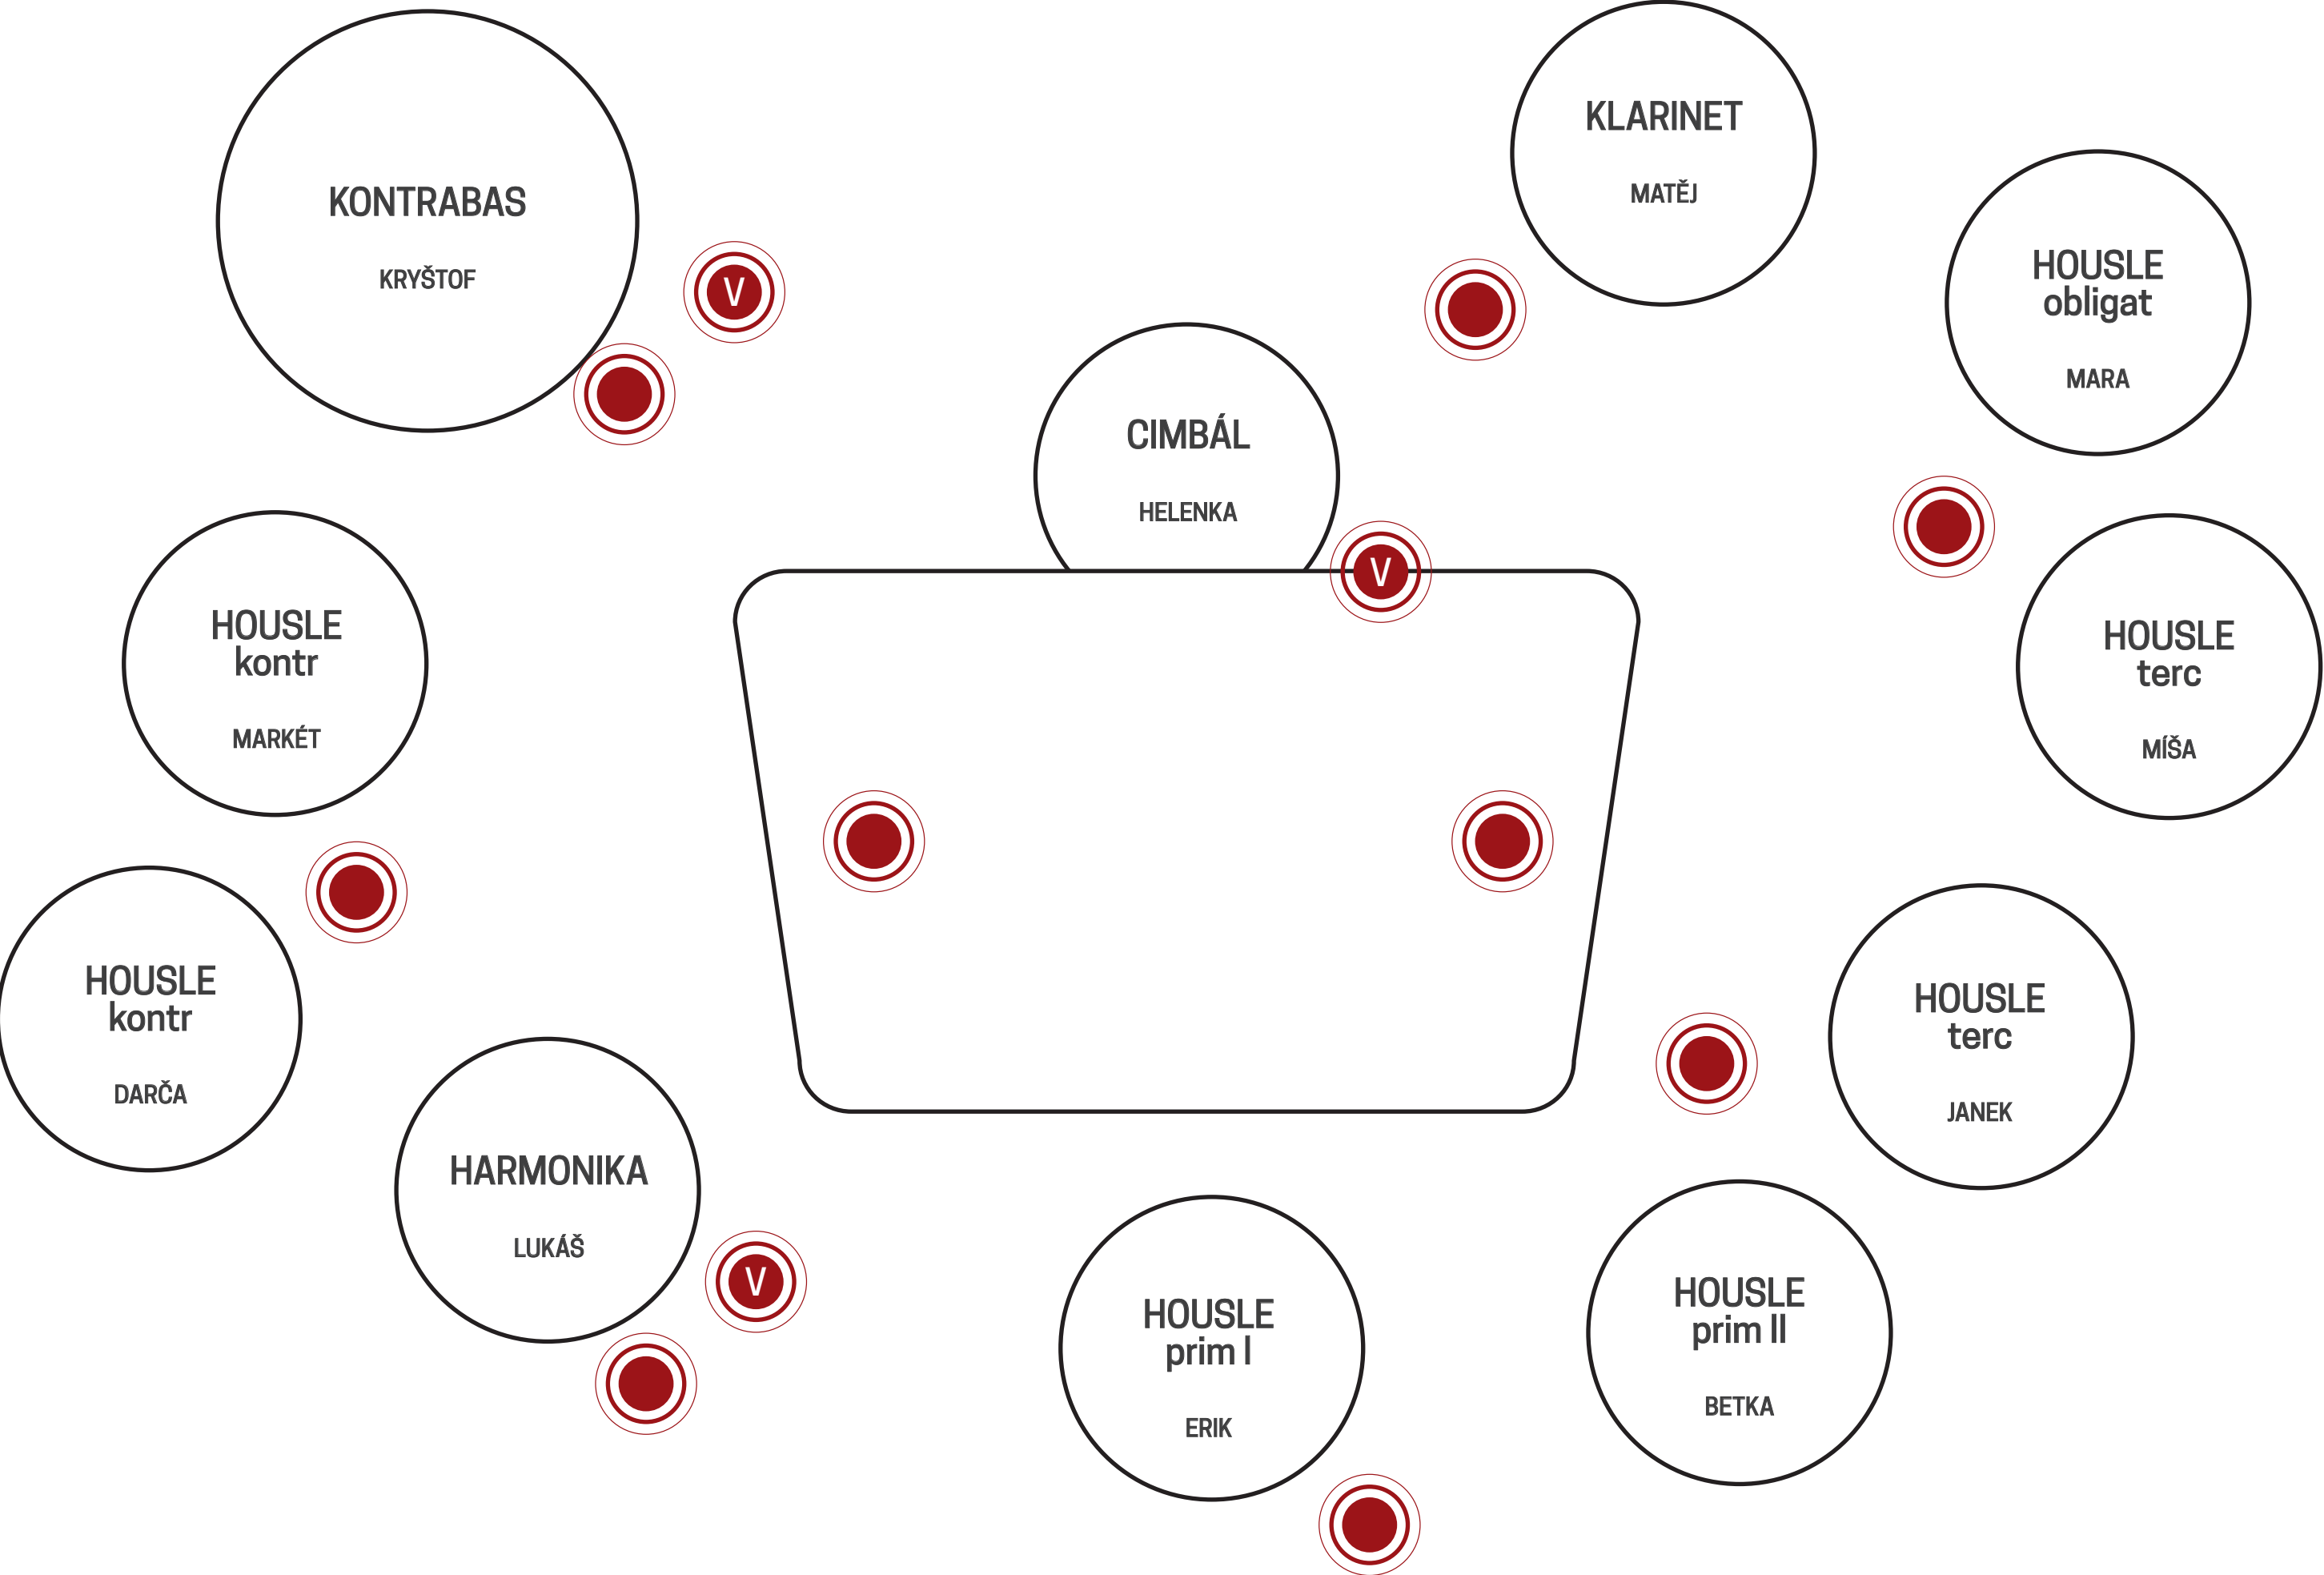 KONTRABAS
KRYŠTOF
V
KLARINET
MATĚJ
HOUSLE
obligat
MARA
CIMBÁL
HELENKA
V
HOUSLE
kontr
MARKÉT
HOUSLE
terc
MÍŠA
HOUSLE
kontr
DARČA
HOUSLE
terc
JANEK
HARMONIKA
LUKÁŠ
V
HOUSLE
prim I
ERIK
HOUSLE
prim II
BETKA